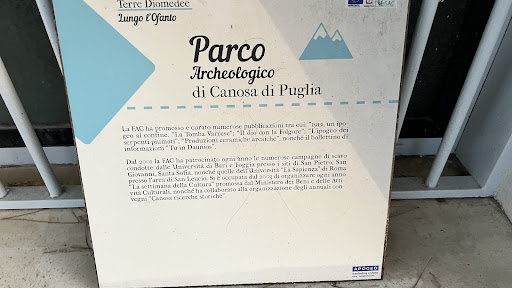 Terre Diomedee
Lungo l'Ofanto
Parco
Archeologico
di Canosa di Puglia
La FAC ha promosso e curato numerose pubblicazioni tra cui: un ipo-
geo al confine, "La Tomba Varrese", "Il dio con la Folgore", "L'ipogeo dei
serpenti piumati", "Produzioni ceramiche arcaiche", nonché il bollettino di
informazioni "Tu in Daunios".
Dal 2001 la FAC ha patrocinato ogni anno le numerose campagne di scavo
condotte dalle Università di Bari e Foggia presso i siti di San Pietro, San
Giovanni, Santa Sofia, nonché quelle dell'Università "La Sapienza" di Roma
presso l'area di San Leucio. Si è occupata dal 2003 di organizzare ogni anno
"La settimana della Cultura" promossa dal Ministero dei Beni e delle Atti-
vità Culturali, nonché ha collaborato alla organizzazione degli annuali con-
vegni "Canosa ricerche storiche"
APOGEO